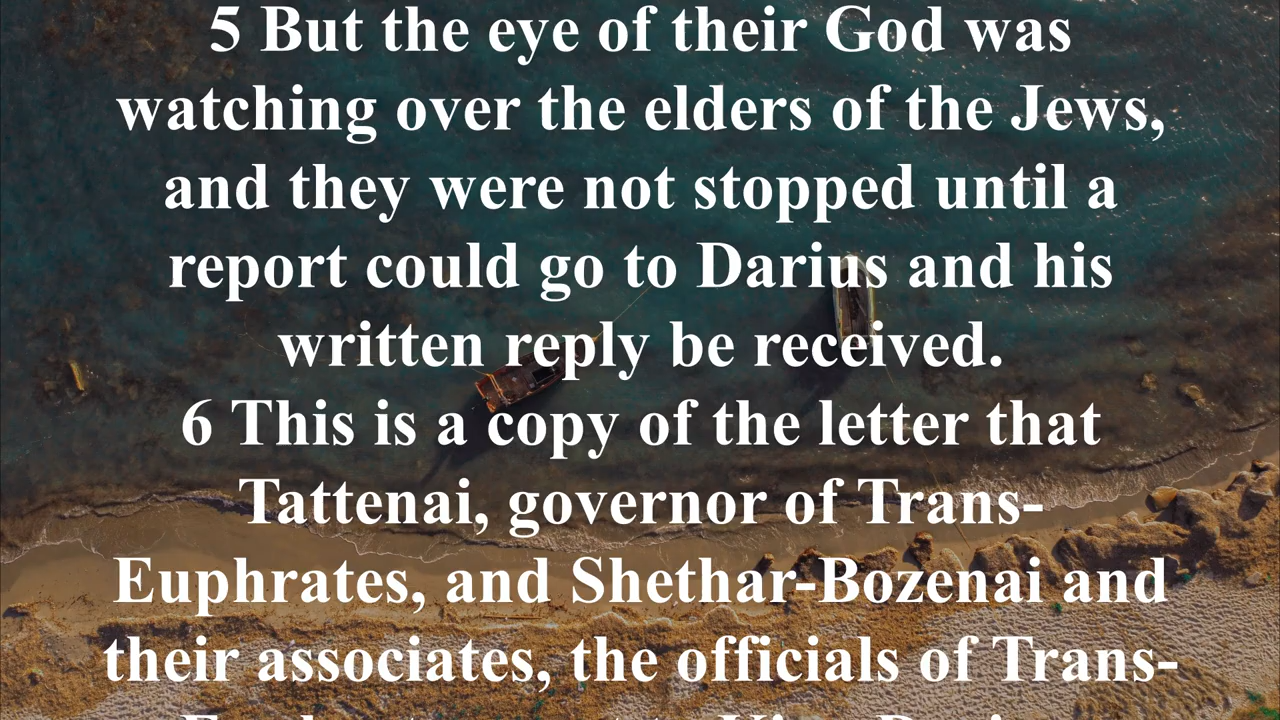 5 But the eye of their God was
watching over the elders of the Jews,
and they were not stopped until a
report could go to Darius and his
written reply be received.
6 This is a copy of the letter that
Tattenai, governor of Trans-
Euphrates, and Shethar-Bozenai and
their associates, the officials of Trans-